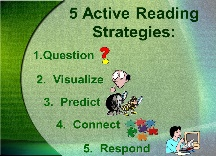 5 Active Reading
Strategies:
1.Question
2. Visualize
3. Predict
4. Connect
5. Respond